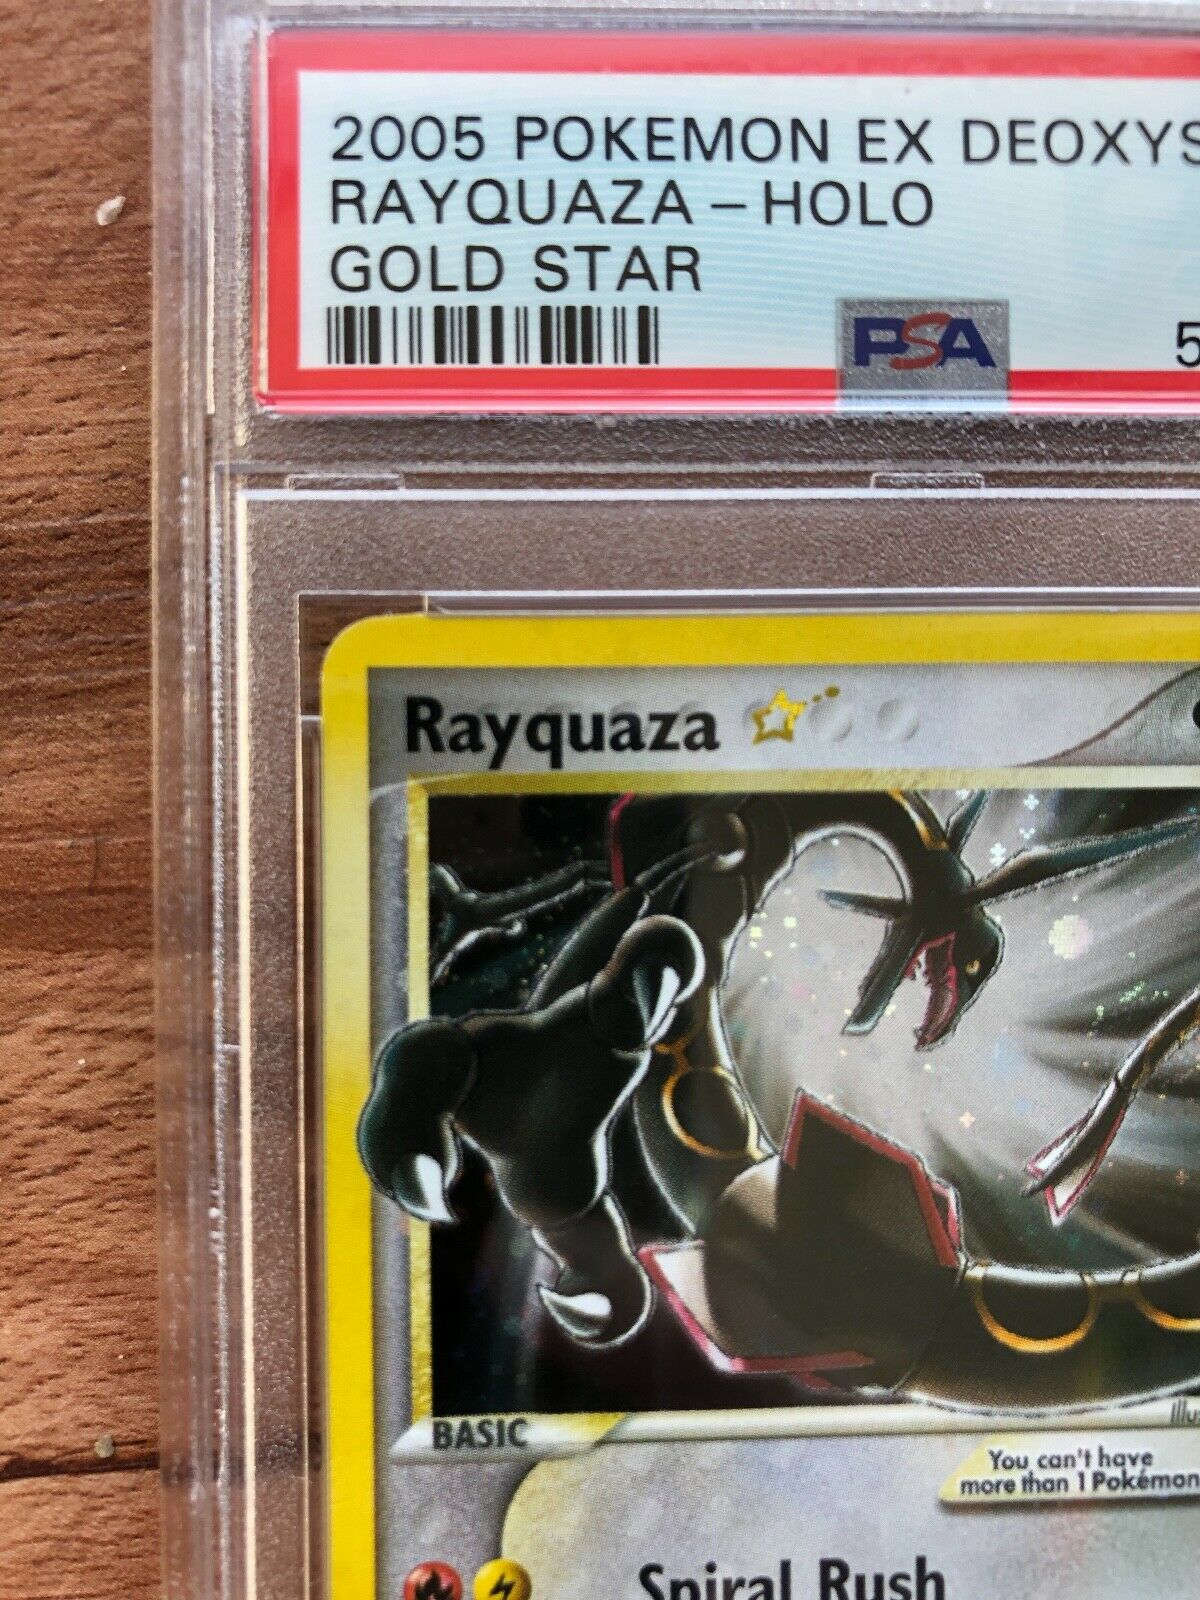 2005 POKEMON EX DEOXYS
RAYQUAZA - HOLO
GOLD STAR
PSA
5
Rayquaza
BASIC
You can't have
more than 1 Pokémon
Spiral Rush